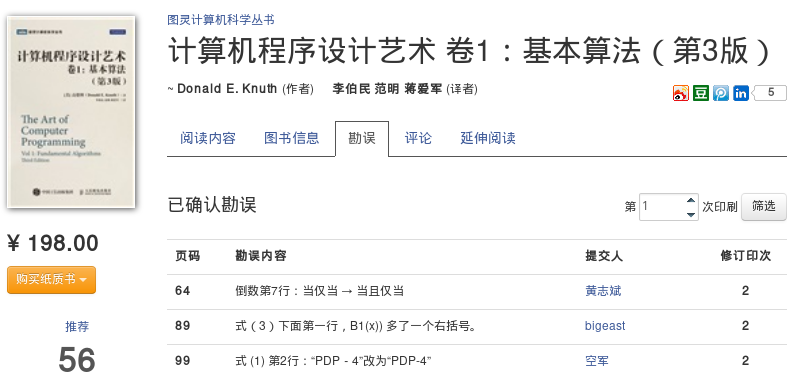 图灵计算机科学丛书
计算机程序设计艺术 卷1：基本算法（第3版）
~ Donald E. Knuth (作者) 李伯民 范明 蒋爱军 (译者)
5
计算机程序设计艺术
卷1：基本算法
（第3版）
The Art of
Computer
Programming
Vol 1: Fundamental Algorithms
Third Edition
¥ 198.00
购买纸质书
推荐
56
阅读内容 图书信息 勘误 评论 延伸阅读
已确认勘误 第 1 次印刷 筛选
页码 勘误内容 提交人 修订印次
64 倒数第7行：当仅当 → 当且仅当 黄志斌 2
89 式（3）下面第一行，B1(x)) 多了一个右括号。 bigeast 2
99 式 (1) 第2行：“PDP - 4”改为“PDP-4” 空军 2